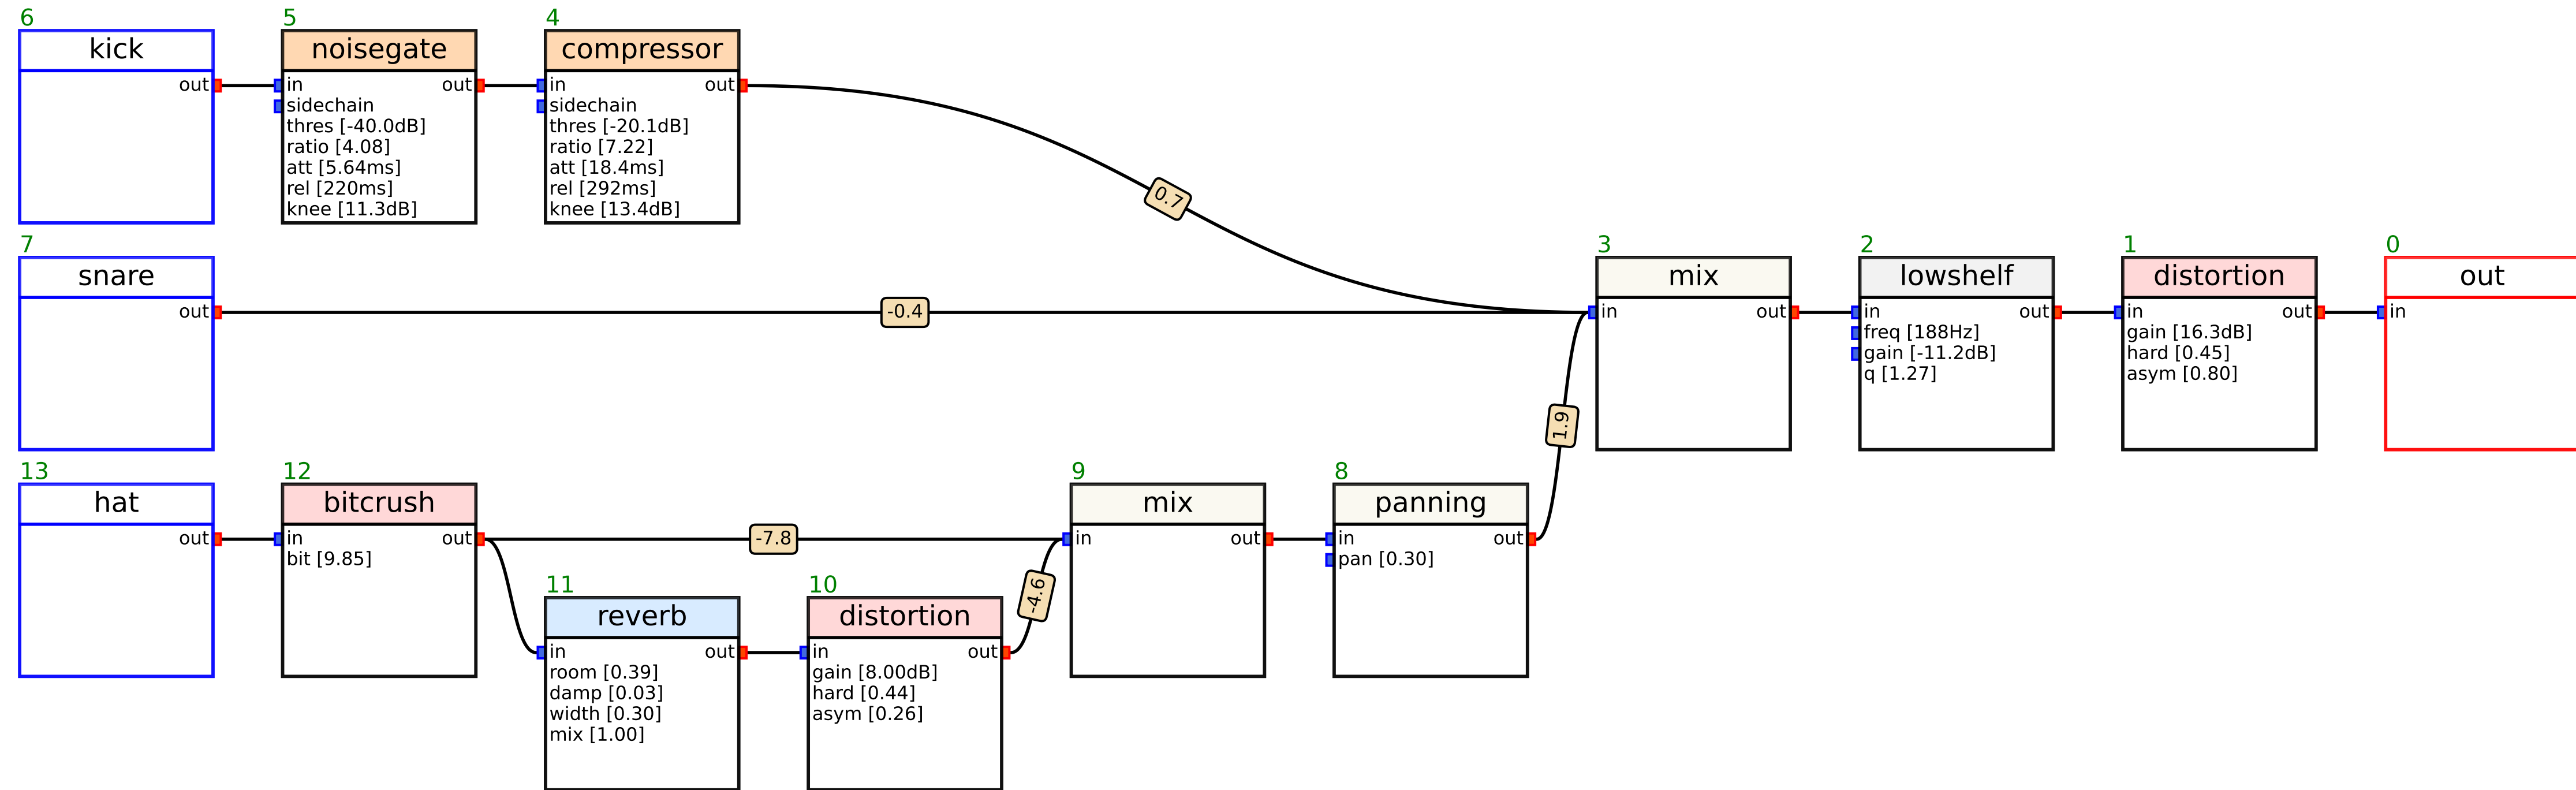 6
kick
out
5
noisegate
in out
sidechain
thres [-40.0dB]
ratio [4.08]
att [5.64ms]
rel [220ms]
knee [11.3dB]
4
compressor
in out
sidechain
thres [-20.1dB]
ratio [7.22]
att [18.4ms]
rel [292ms]
knee [13.4dB]
0.7
7
snare
out
-0.4
3
mix
in out
2
lowshelf
in out
freq [188Hz]
gain [-11.2dB]
q [1.27]
1
distortion
in out
gain [16.3dB]
hard [0.45]
asym [0.80]
0
out
in
1.9
13
hat
out
12
bitcrush
in out
bit [9.85]
-7.8
11
reverb
in out
room [0.39]
damp [0.03]
width [0.30]
mix [1.00]
10
distortion
in out
gain [8.00dB]
hard [0.44]
asym [0.26]
-4.6
9
mix
in out
8
panning
in out
pan [0.30]